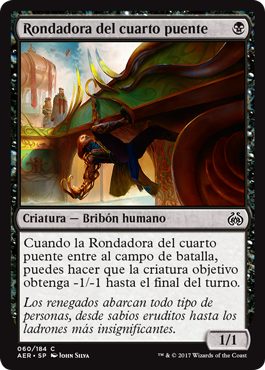 Rondadora del cuarto puente
Criatura — Bribón humano
Cuando la Rondadora del cuarto
puente entre al campo de batalla,
puedes hacer que la criatura objetivo
obtenga -1/-1 hasta el final del turno.
Los renegados abarcan todo tipo de
personas, desde sabios eruditos hasta los
ladrones más insignificantes.
1/1
060/184 C
AER • SP John Silva
™ & © 2017 Wizards of the Coast